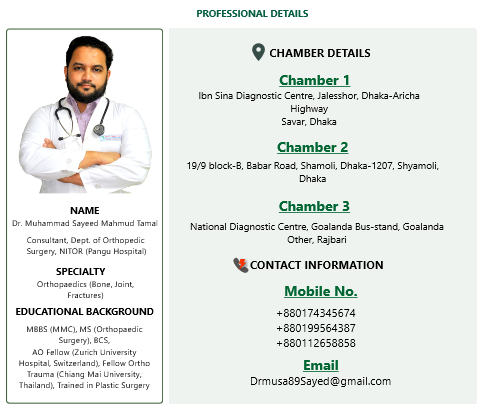 PROFESSIONAL DETAILS
NAME
Dr. Muhammad Sayeed Mahmud Tamal
Consultant, Dept. of Orthopedic
Surgery, NITOR (Pangu Hospital)
SPECIALTY
Orthopaedics (Bone, Joint,
Fractures)
EDUCATIONAL BACKGROUND
MBBS (MMC), MS (Orthopaedic
Surgery), BCS,
AO Fellow (Zurich University
Hospital, Switzerland), Fellow Ortho
Trauma (Chiang Mai University,
Thailand), Trained in Plastic Surgery
CHAMBER DETAILS
Chamber 1
Ibn Sina Diagnostic Centre, Jalesshor, Dhaka-Aricha
Highway
Savar, Dhaka
Chamber 2
19/9 block-B, Babar Road, Shamoli, Dhaka-1207, Shyamoli,
Dhaka
Chamber 3
National Diagnostic Centre, Goalanda Bus-stand, Goalanda
Other, Rajbari
CONTACT INFORMATION
Mobile No.
+880174345674
+880199564387
+880112658858
Email
Drmusa89Sayed@gmail.com